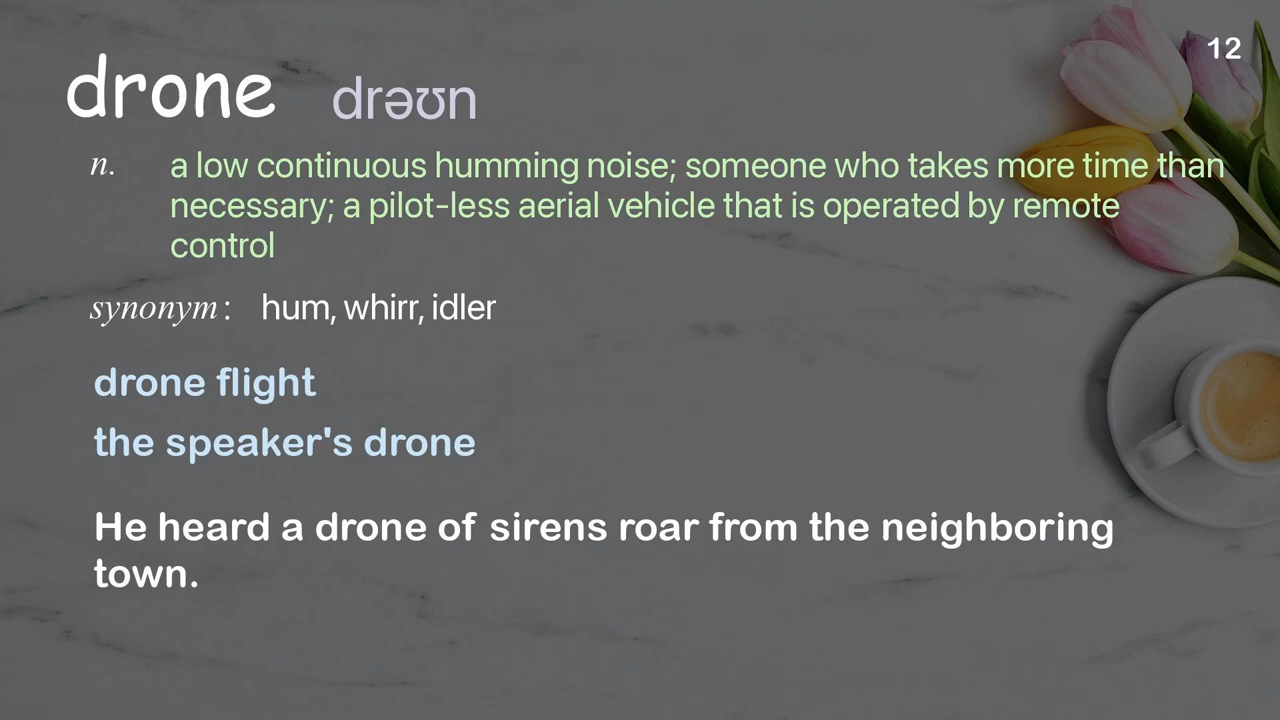 12
drone drəʊn
n. a low continuous humming noise; someone who takes more time than
necessary; a pilot-less aerial vehicle that is operated by remote
control
synonym: hum, whirr, idler
drone flight
the speaker's drone
He heard a drone of sirens roar from the neighboring
town.